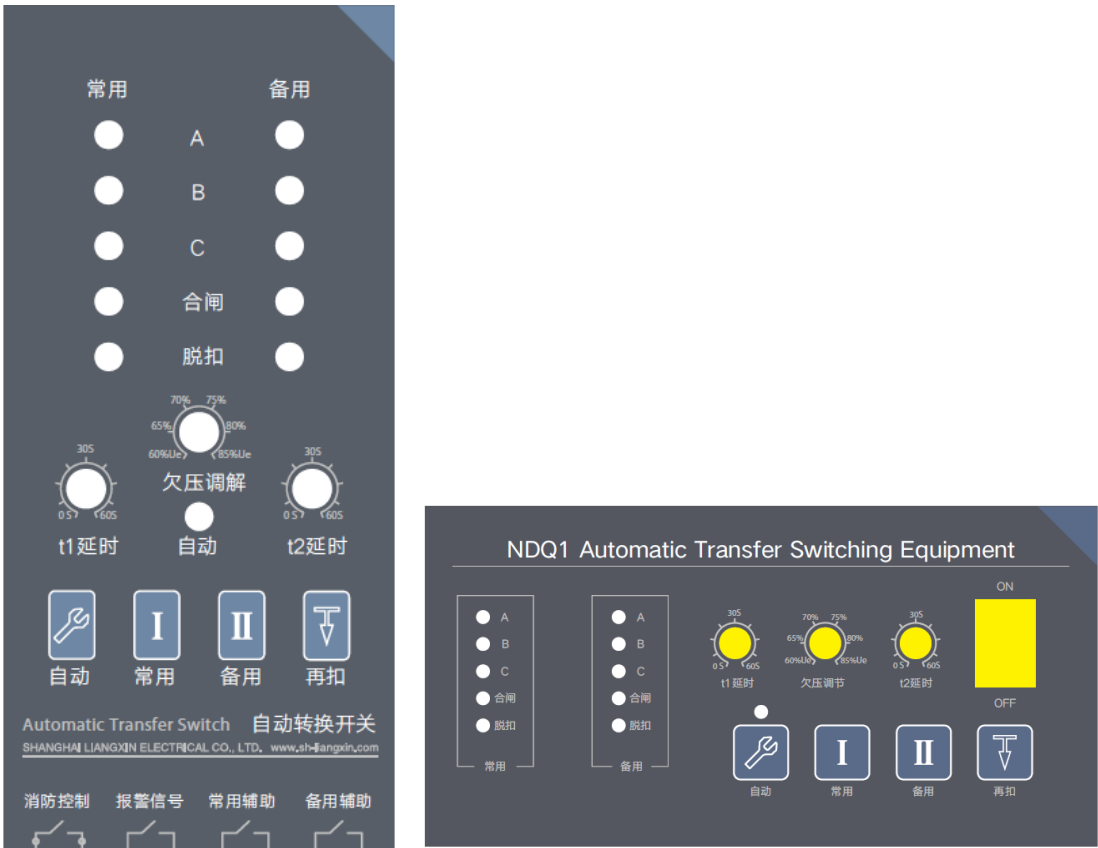 常用 备用
A
B
C
合闸
脱扣
70% 75%
65% 80%
60%Ue 85%Ue
30S 30S
欠压调解
0 S 60S 0 S 60S
t1延时 自动 t2延时
I II
自动 常用 备用 再扣
Automatic Transfer Switch 自动转换开关
SHANGHAI LIANGXIN ELECTRICAL CO., LTD. www.sh-liangxin.com
消防控制 报警信号 常用辅助 备用辅助
NDQ1 Automatic Transfer Switching Equipment
A
B
C
合闸
脱扣
常用
A
B
C
合闸
脱扣
备用
30S
0 S 60S
t1延时
70% 75%
65% 80%
60%Ue 85%Ue
欠压调节
30S
0 S 60S
t2延时
ON
OFF
I II
自动 常用 备用 再扣